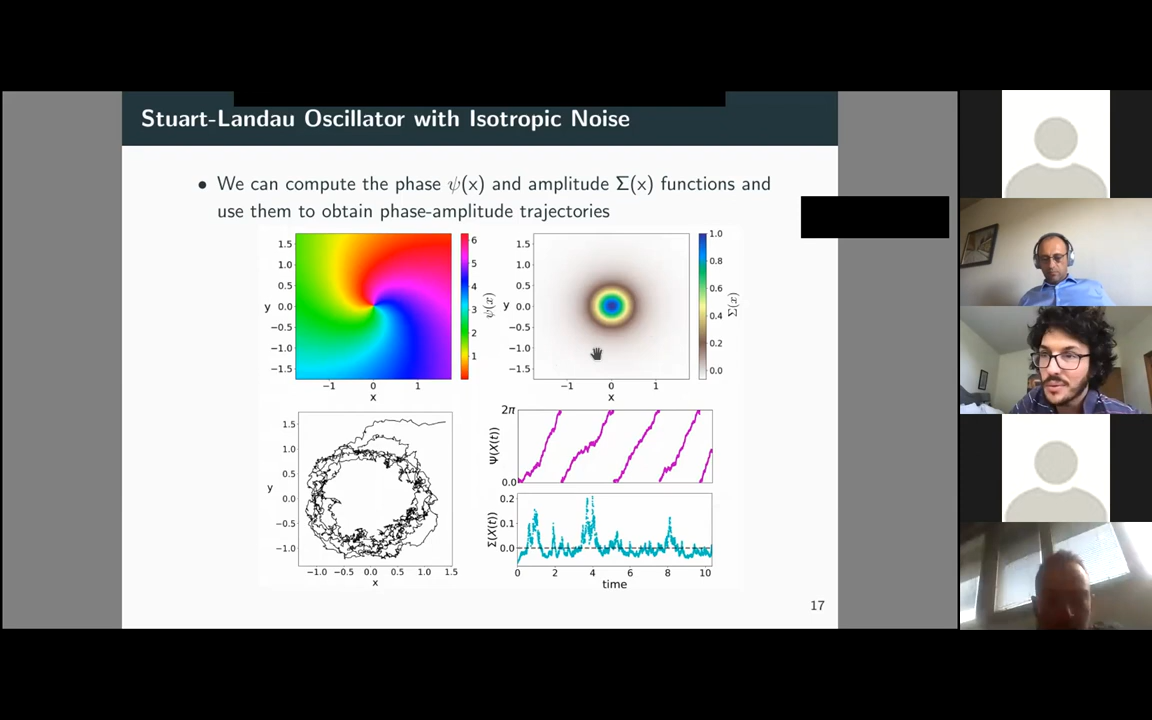 Stuart-Landau Oscillator with Isotropic Noise
• We can compute the phase ψ(x) and amplitude Σ(x) functions and
use them to obtain phase-amplitude trajectories
1.5
1.0
0.5
y 0.0
−0.5
−1.0
−1.5
−1 0 1
x
6
5
4
3
2
1
ψ(x)
1.5
1.0
0.5
y 0.0
−0.5
−1.0
−1.5
−1 0 1
x
1.0
0.8
0.6
0.4
0.2
0.0
Σ(x)
1.5
1.0
0.5
y 0.0
−0.5
−1.0
−1.0 −0.5 0.0 0.5 1.0 1.5
x
2π
Ψ(X(t))
0.0
0.2
0.1
0.0
Σ(X(t))
0 2 4 6 8 10
time
17